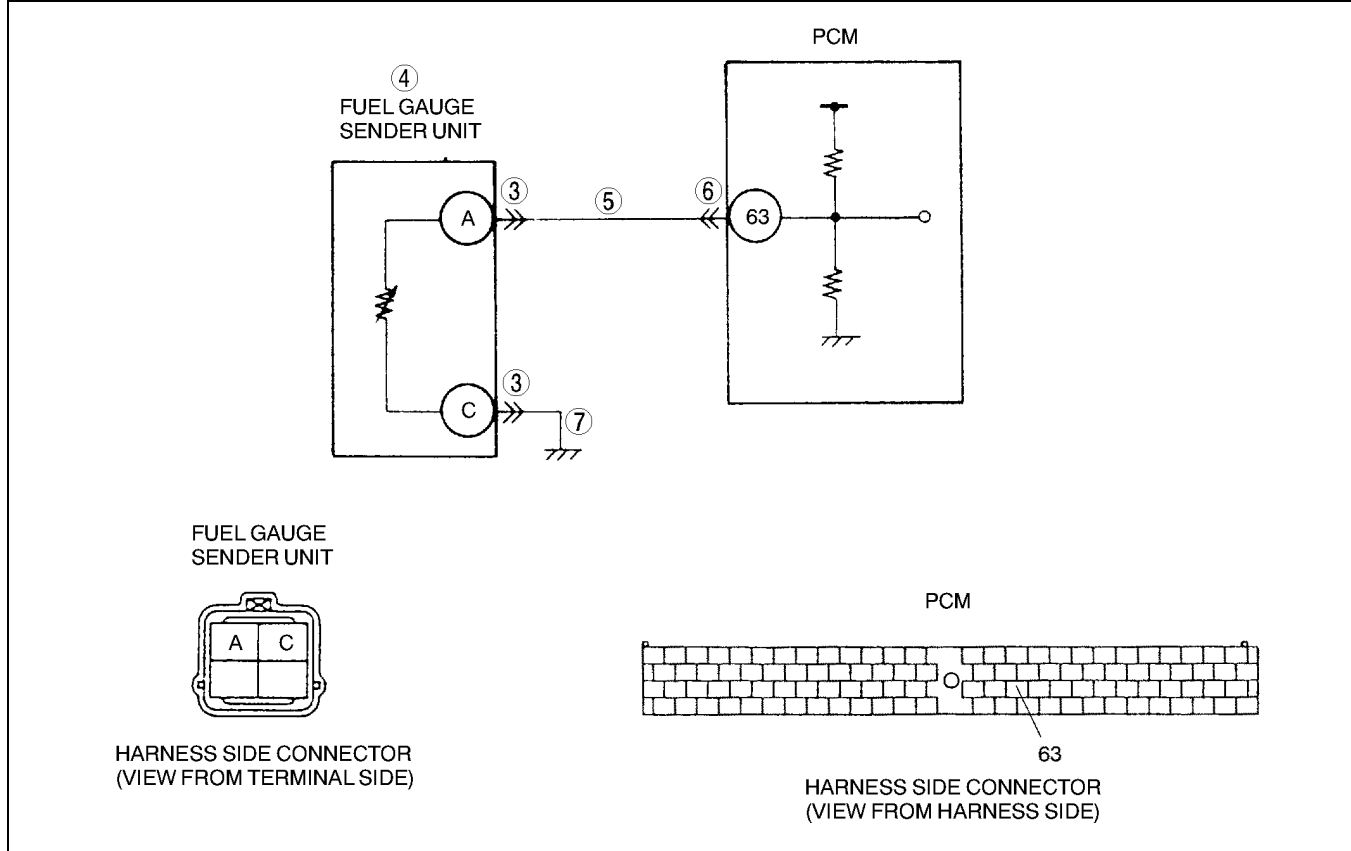 PCM
④
FUEL GAUGE
SENDER UNIT
③
⑤
⑥
A
63
C
③
⑦
FUEL GAUGE
SENDER UNIT
A C
HARNESS SIDE CONNECTOR
(VIEW FROM TERMINAL SIDE)
PCM
63
HARNESS SIDE CONNECTOR
(VIEW FROM HARNESS SIDE)